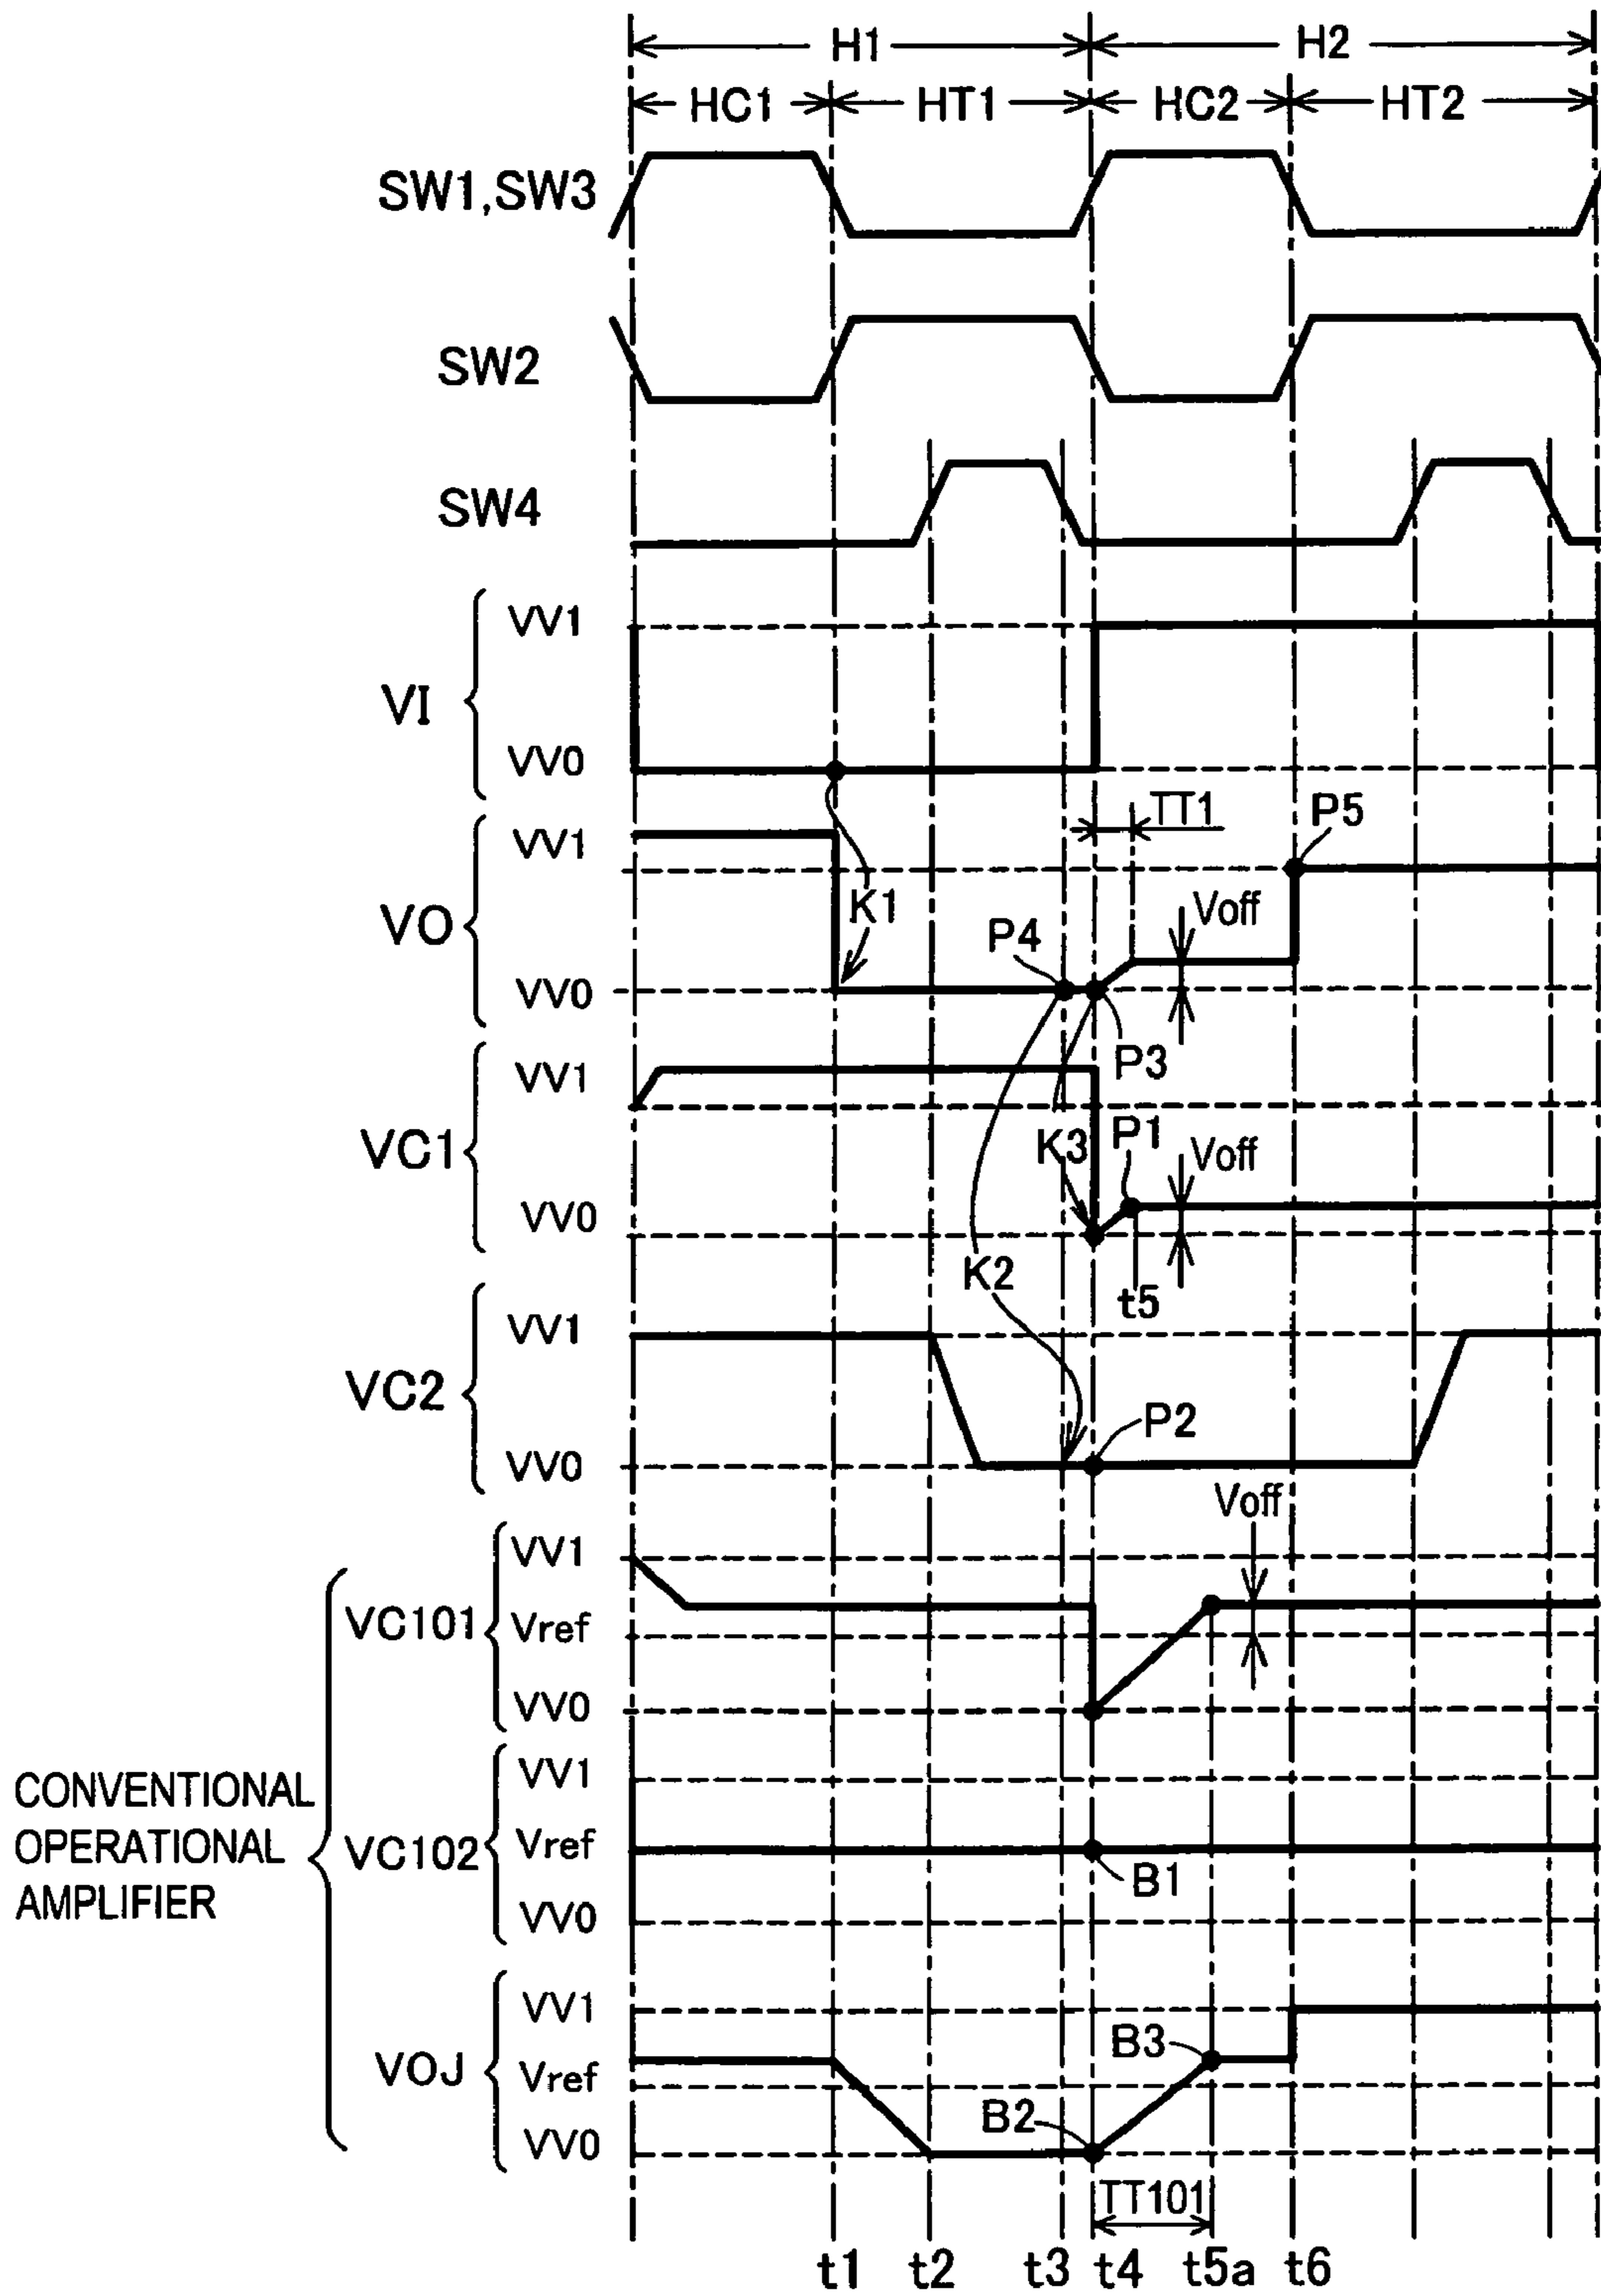 H1 H2
HC1 HT1 HC2 HT2
SW1,SW3
SW2
SW4
VI
VV1
VV0
TT1
P5
VO
VV1
K1
Voff
P4
VV0
P3
VC1
VV1
K3
P1
Voff
VV0
K2
t5
VC2
VV1
P2
VV0
Voff
CONVENTIONAL
OPERATIONAL
AMPLIFIER
VC101
VV1
Vref
VV0
VC102
VV1
Vref
B1
VV0
VOJ
VV1
B3
Vref
B2
VV0
TT101
t1 t2 t3 t4 t5a t6